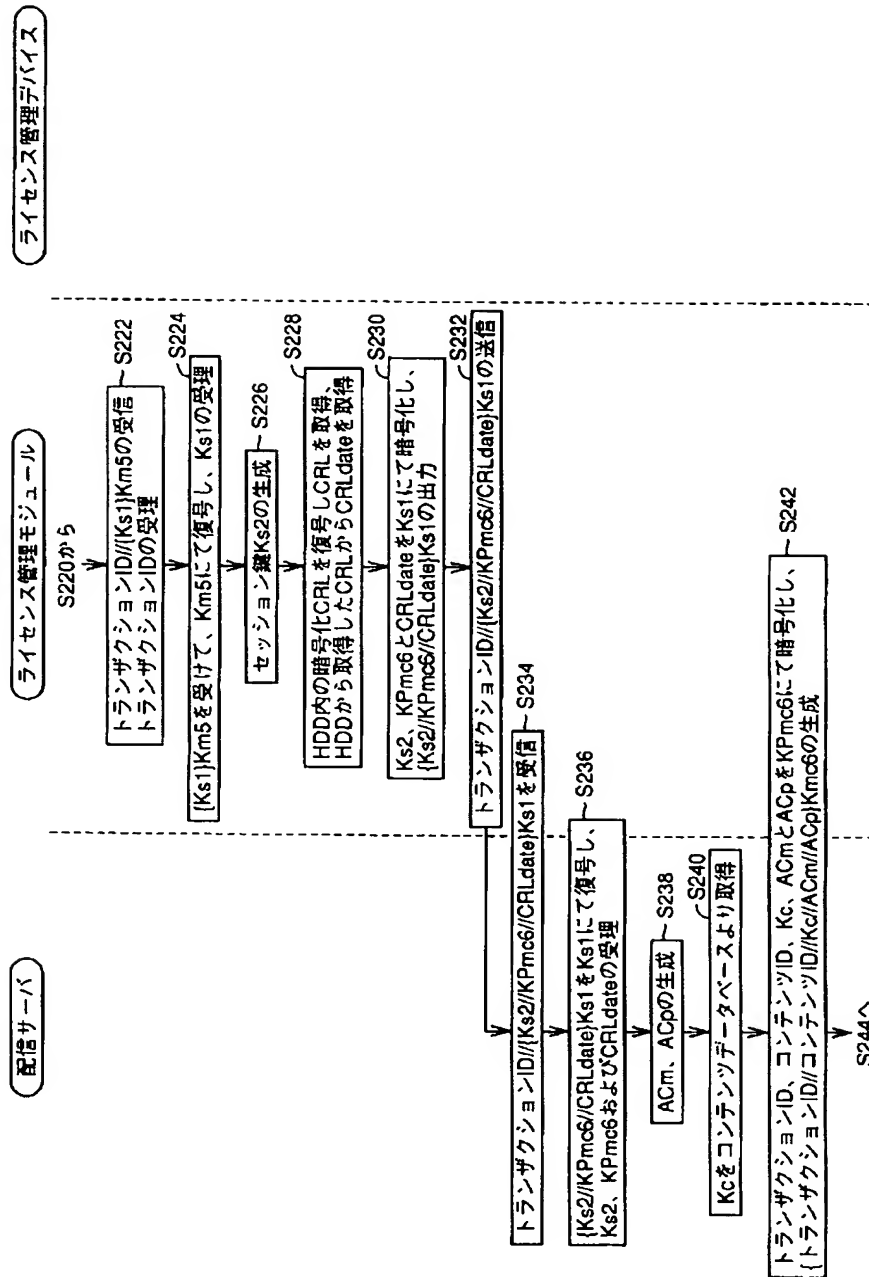 配信サーバ
ライセンス管理モジュール
ライセンス管理デバイス
S220から
S222
トランザクションID//{Ks1}Km5の受信
トランザクションIDの受理
S224
{Ks1}Km5を受けて、Km5にて復号し、Ks1の受理
S226
セッション鍵Ks2の生成
S228
HDD内の暗号化CRLを復号しCRLを取得、
HDDから取得したCRLからCRLdateを取得
S230
Ks2、KPmc6とCRLdateをKs1にて暗号化し、
{Ks2//KPmc6//CRLdate}Ks1の出力
S232
トランザクションID//{Ks2//KPmc6//CRLdate}Ks1の送信
S234
トランザクションID//{Ks2//KPmc6//CRLdate}Ks1を受信
S236
{Ks2//KPmc6//CRLdate}Ks1をKs1にて復号し、
Ks2、KPmc6およびCRLdateの受理
S238
ACm、ACpの生成
S240
Kcをコンテンツデータベースより取得
S242
トランザクションID、コンテンツID、Kc、ACmとACpをKPmc6にて暗号化し、
{トランザクションID//コンテンツID//Kc//ACm//ACp}Kmc6の生成
S244へ